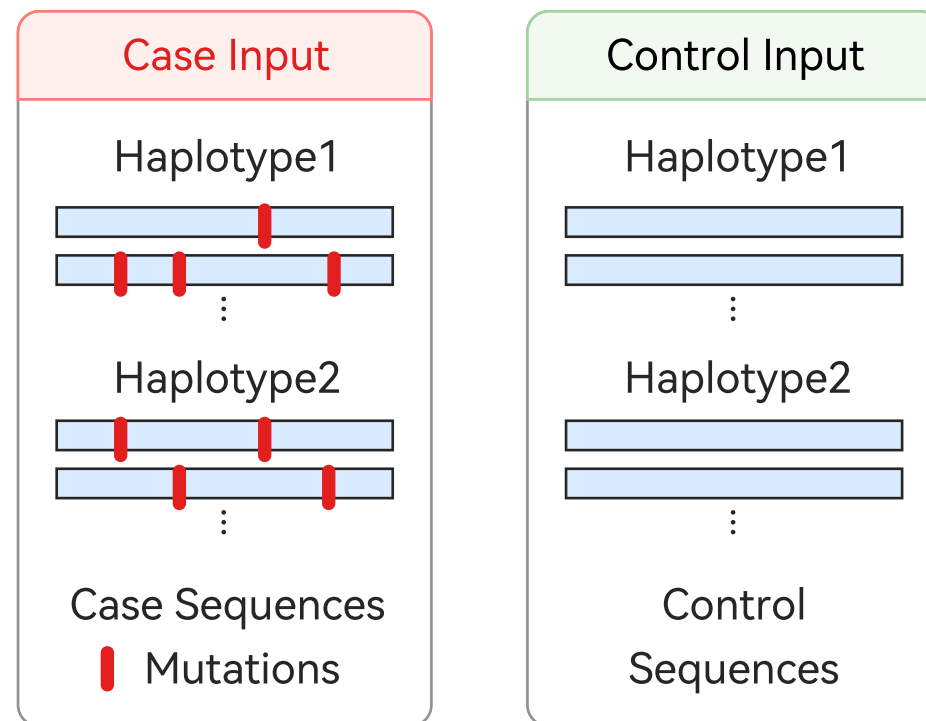 Case Input
Haplotype1
Haplotype2
Case Sequences
Mutations
Control Input
Haplotype1
Haplotype2
Control
Sequences